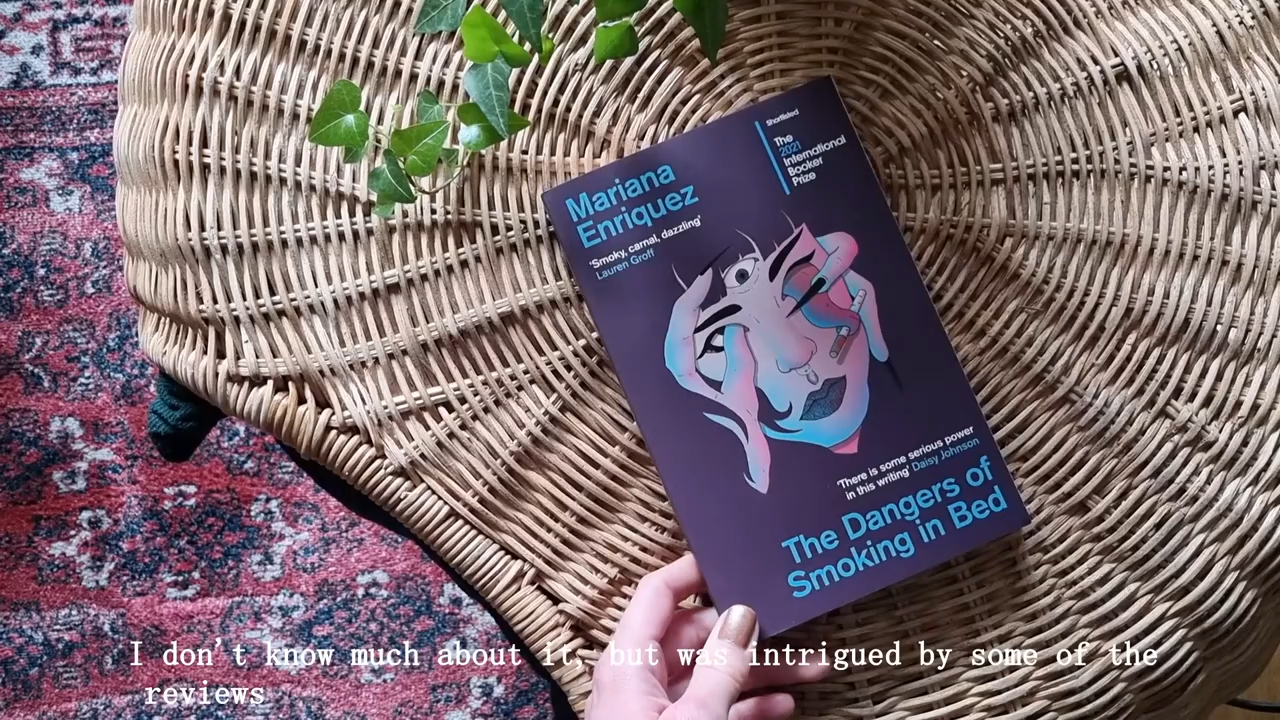 Shortlisted
The
2021
International
Booker
Prize
Mariana
Enriquez
'Smoky, carnal, dazzling'
Lauren Groff
'There is some serious power
in this writing' Daisy Johnson
The Dangers of
Smoking in Bed
I don't know much about it, but was intrigued by some of the
reviews